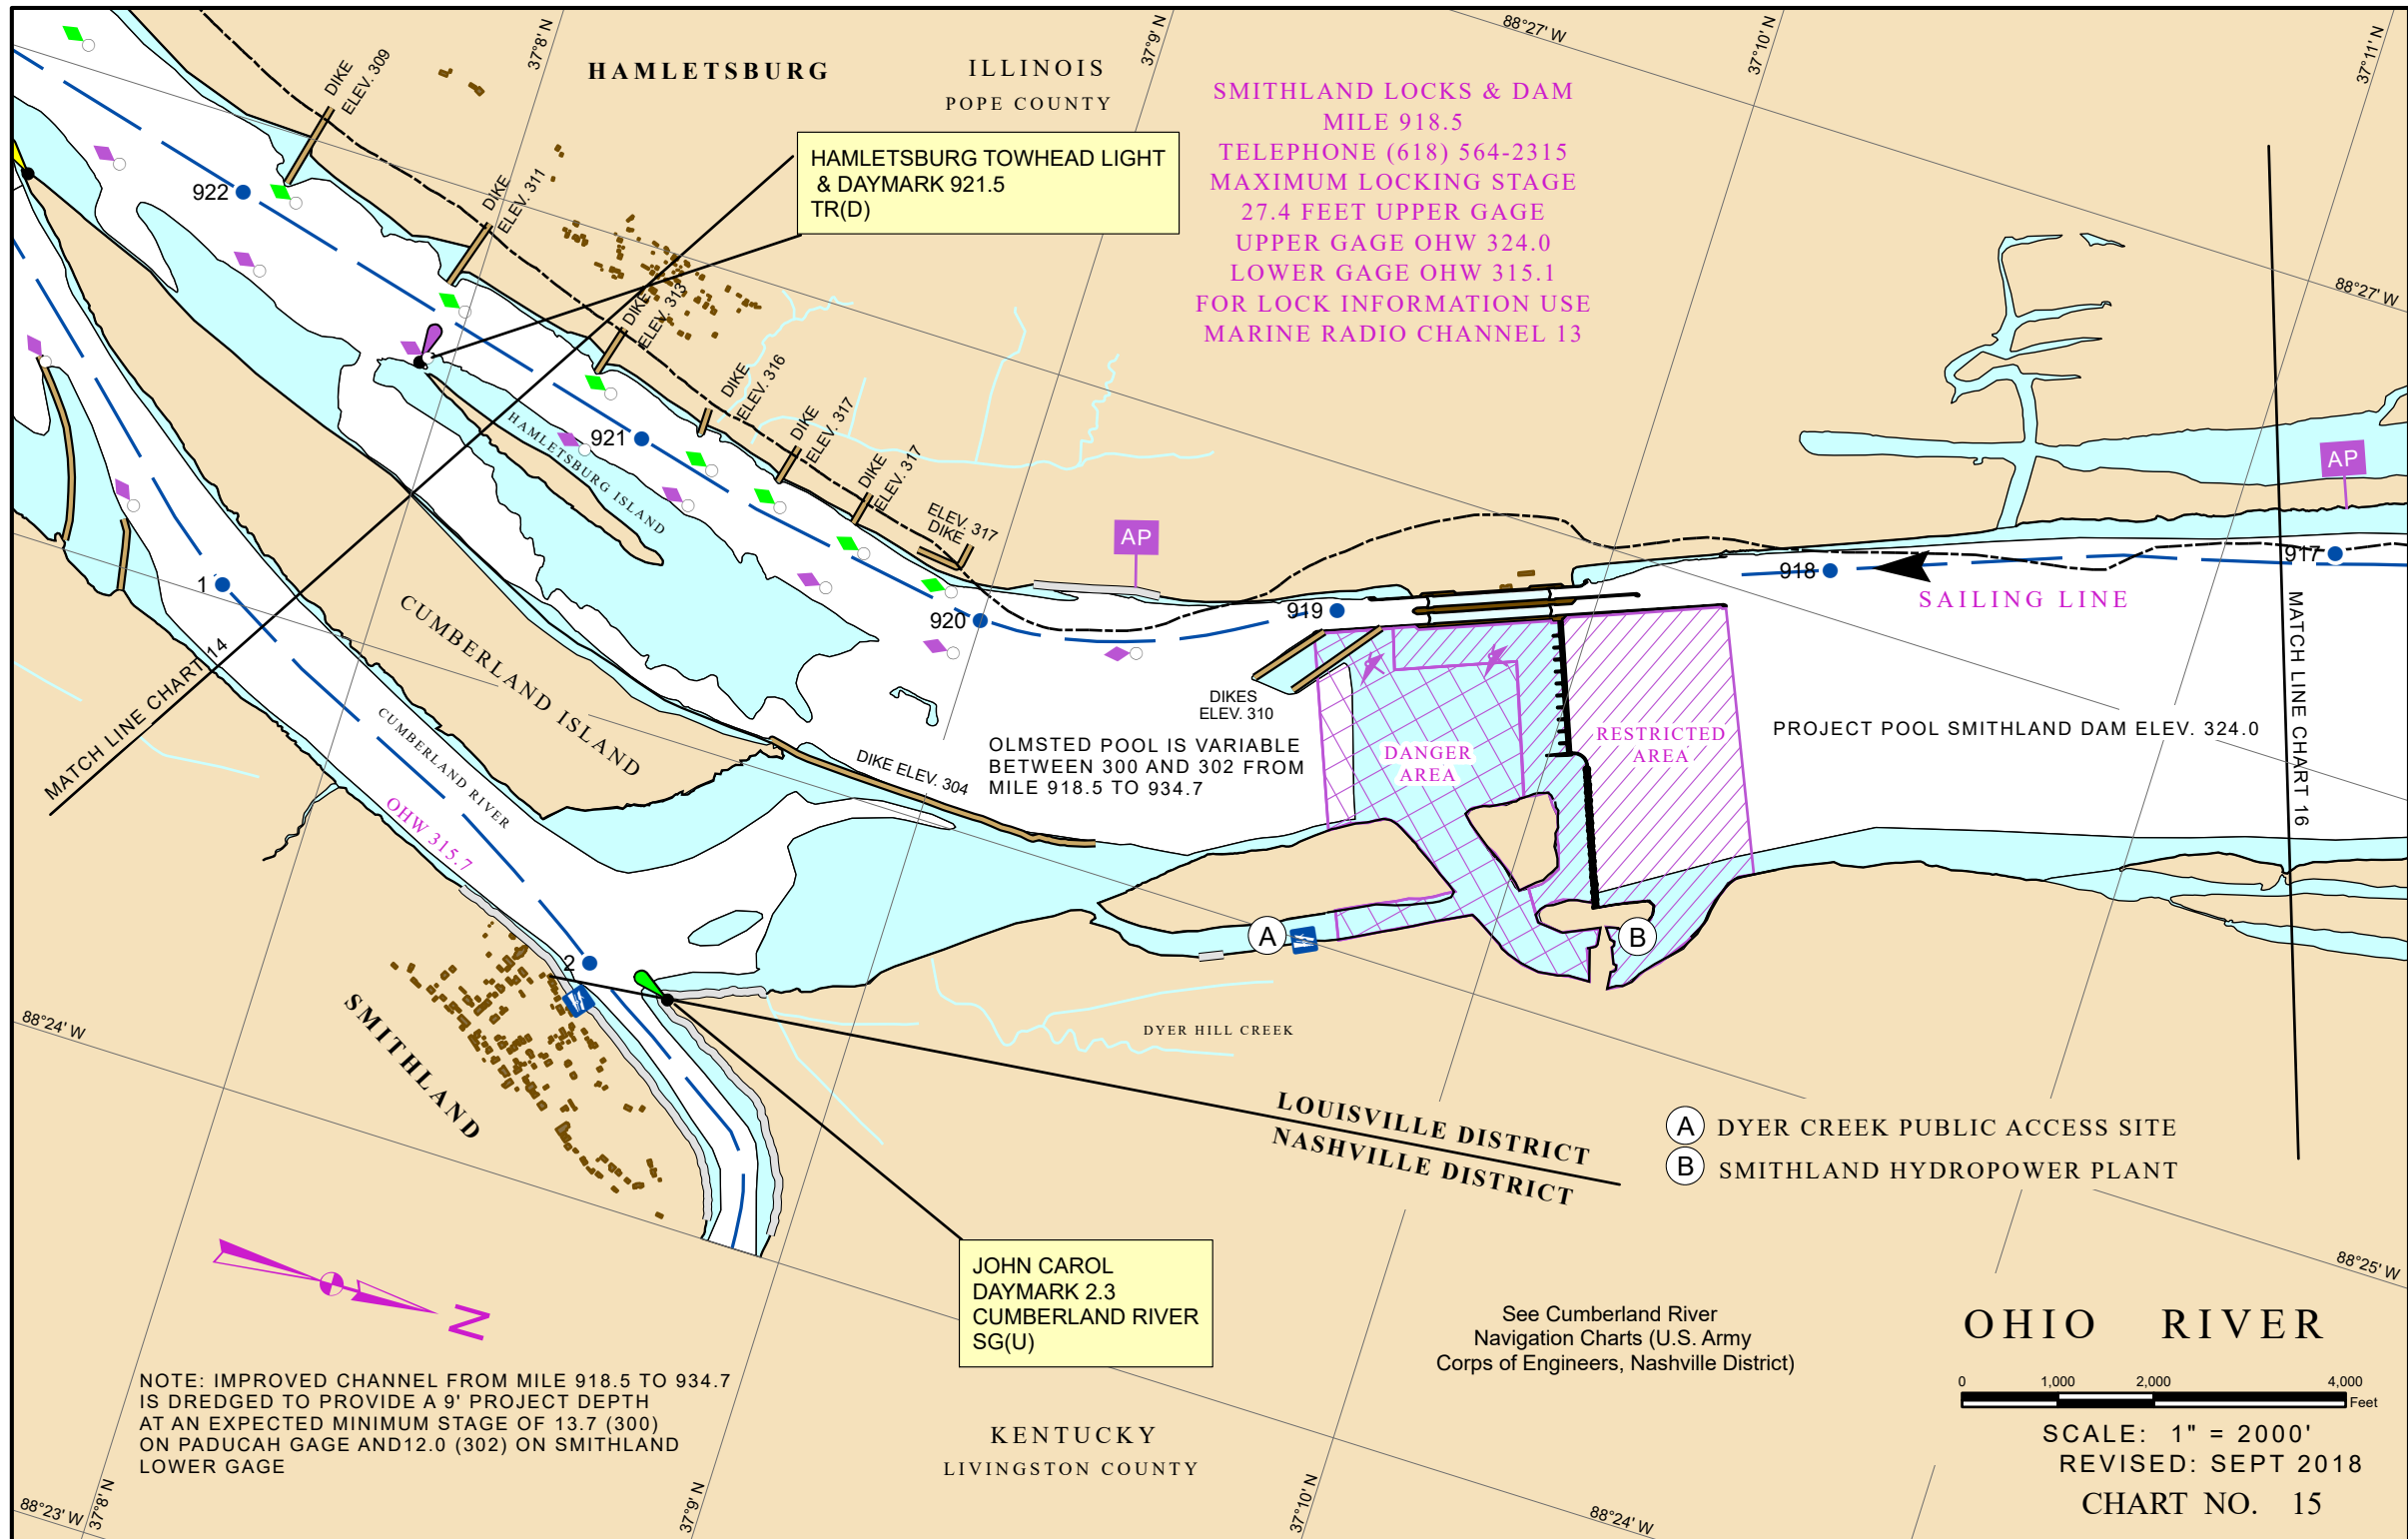 88°27' W
37°8' N
37°9' N
37°10' N
37°11' N
HAMLETSBURG
ILLINOIS
POPE COUNTY
DIKE
ELEV. 309
SMITHLAND LOCKS & DAM
MILE 918.5
TELEPHONE (618) 564-2315
MAXIMUM LOCKING STAGE
27.4 FEET UPPER GAGE
UPPER GAGE OHW 324.0
LOWER GAGE OHW 315.1
FOR LOCK INFORMATION USE
MARINE RADIO CHANNEL 13
HAMLETSBURG TOWHEAD LIGHT
& DAYMARK 921.5
TR(D)
922
DIKE
ELEV. 311
DIKE
ELEV. 313
88°27' W
DIKE
ELEV. 316
DIKE
ELEV. 317
921
HAMLETSBURG ISLAND
DIKE
ELEV. 317
ELEV. 317
DIKE
AP
AP
917
918
SAILING LINE
919
920
1
CUMBERLAND ISLAND
MATCH LINE CHART 14
MATCH LINE CHART 16
CUMBERLAND RIVER
OHW 315.7
DIKES
ELEV. 310
OLMSTED POOL IS VARIABLE
BETWEEN 300 AND 302 FROM
MILE 918.5 TO 934.7
DIKE ELEV. 304
DANGER
AREA
RESTRICTED
AREA
PROJECT POOL SMITHLAND DAM ELEV. 324.0
A
B
2
SMITHLAND
DYER HILL CREEK
88°24' W
LOUISVILLE DISTRICT
NASHVILLE DISTRICT
A DYER CREEK PUBLIC ACCESS SITE
B SMITHLAND HYDROPOWER PLANT
N
JOHN CAROL
DAYMARK 2.3
CUMBERLAND RIVER
SG(U)
88°25' W
See Cumberland River
Navigation Charts (U.S. Army
Corps of Engineers, Nashville District)
OHIO RIVER
0 1,000 2,000 4,000
Feet
SCALE: 1" = 2000'
REVISED: SEPT 2018
CHART NO. 15
NOTE: IMPROVED CHANNEL FROM MILE 918.5 TO 934.7
IS DREDGED TO PROVIDE A 9' PROJECT DEPTH
AT AN EXPECTED MINIMUM STAGE OF 13.7 (300)
ON PADUCAH GAGE AND12.0 (302) ON SMITHLAND
LOWER GAGE
KENTUCKY
LIVINGSTON COUNTY
88°23' W
37°8' N
37°9' N
37°10' N
88°24' W